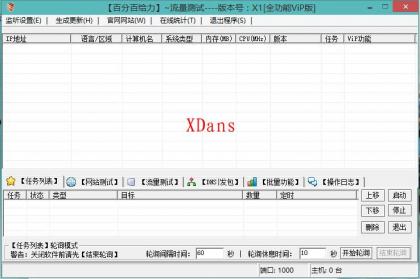 【百分百给力】~流量测试----版本号：X1[全功能ViP版]
监听设置(I) 生成更新(H) 官网网站(W) 在线统计(T) 退出程序(S)
IP地址 语言/区域 计算机名 系统类型 内存(MB) CPU(MHz) 版本 任务 ViP功能
XDans
【任务列表】 【网站测试】 【流量测试】 【DNS/发包】 【批量功能】 【操作日志】
任务 状态 类型 目标 数量 定时
上移 启动
下移 停止
删除 退出
【任务列表】轮询模式
警告：关闭软件前请先【结束轮询】 轮询间隔时间： 60 秒 轮询休息时间： 10 秒 开始轮询 结束轮询
端口: 1000 主机: 0 台